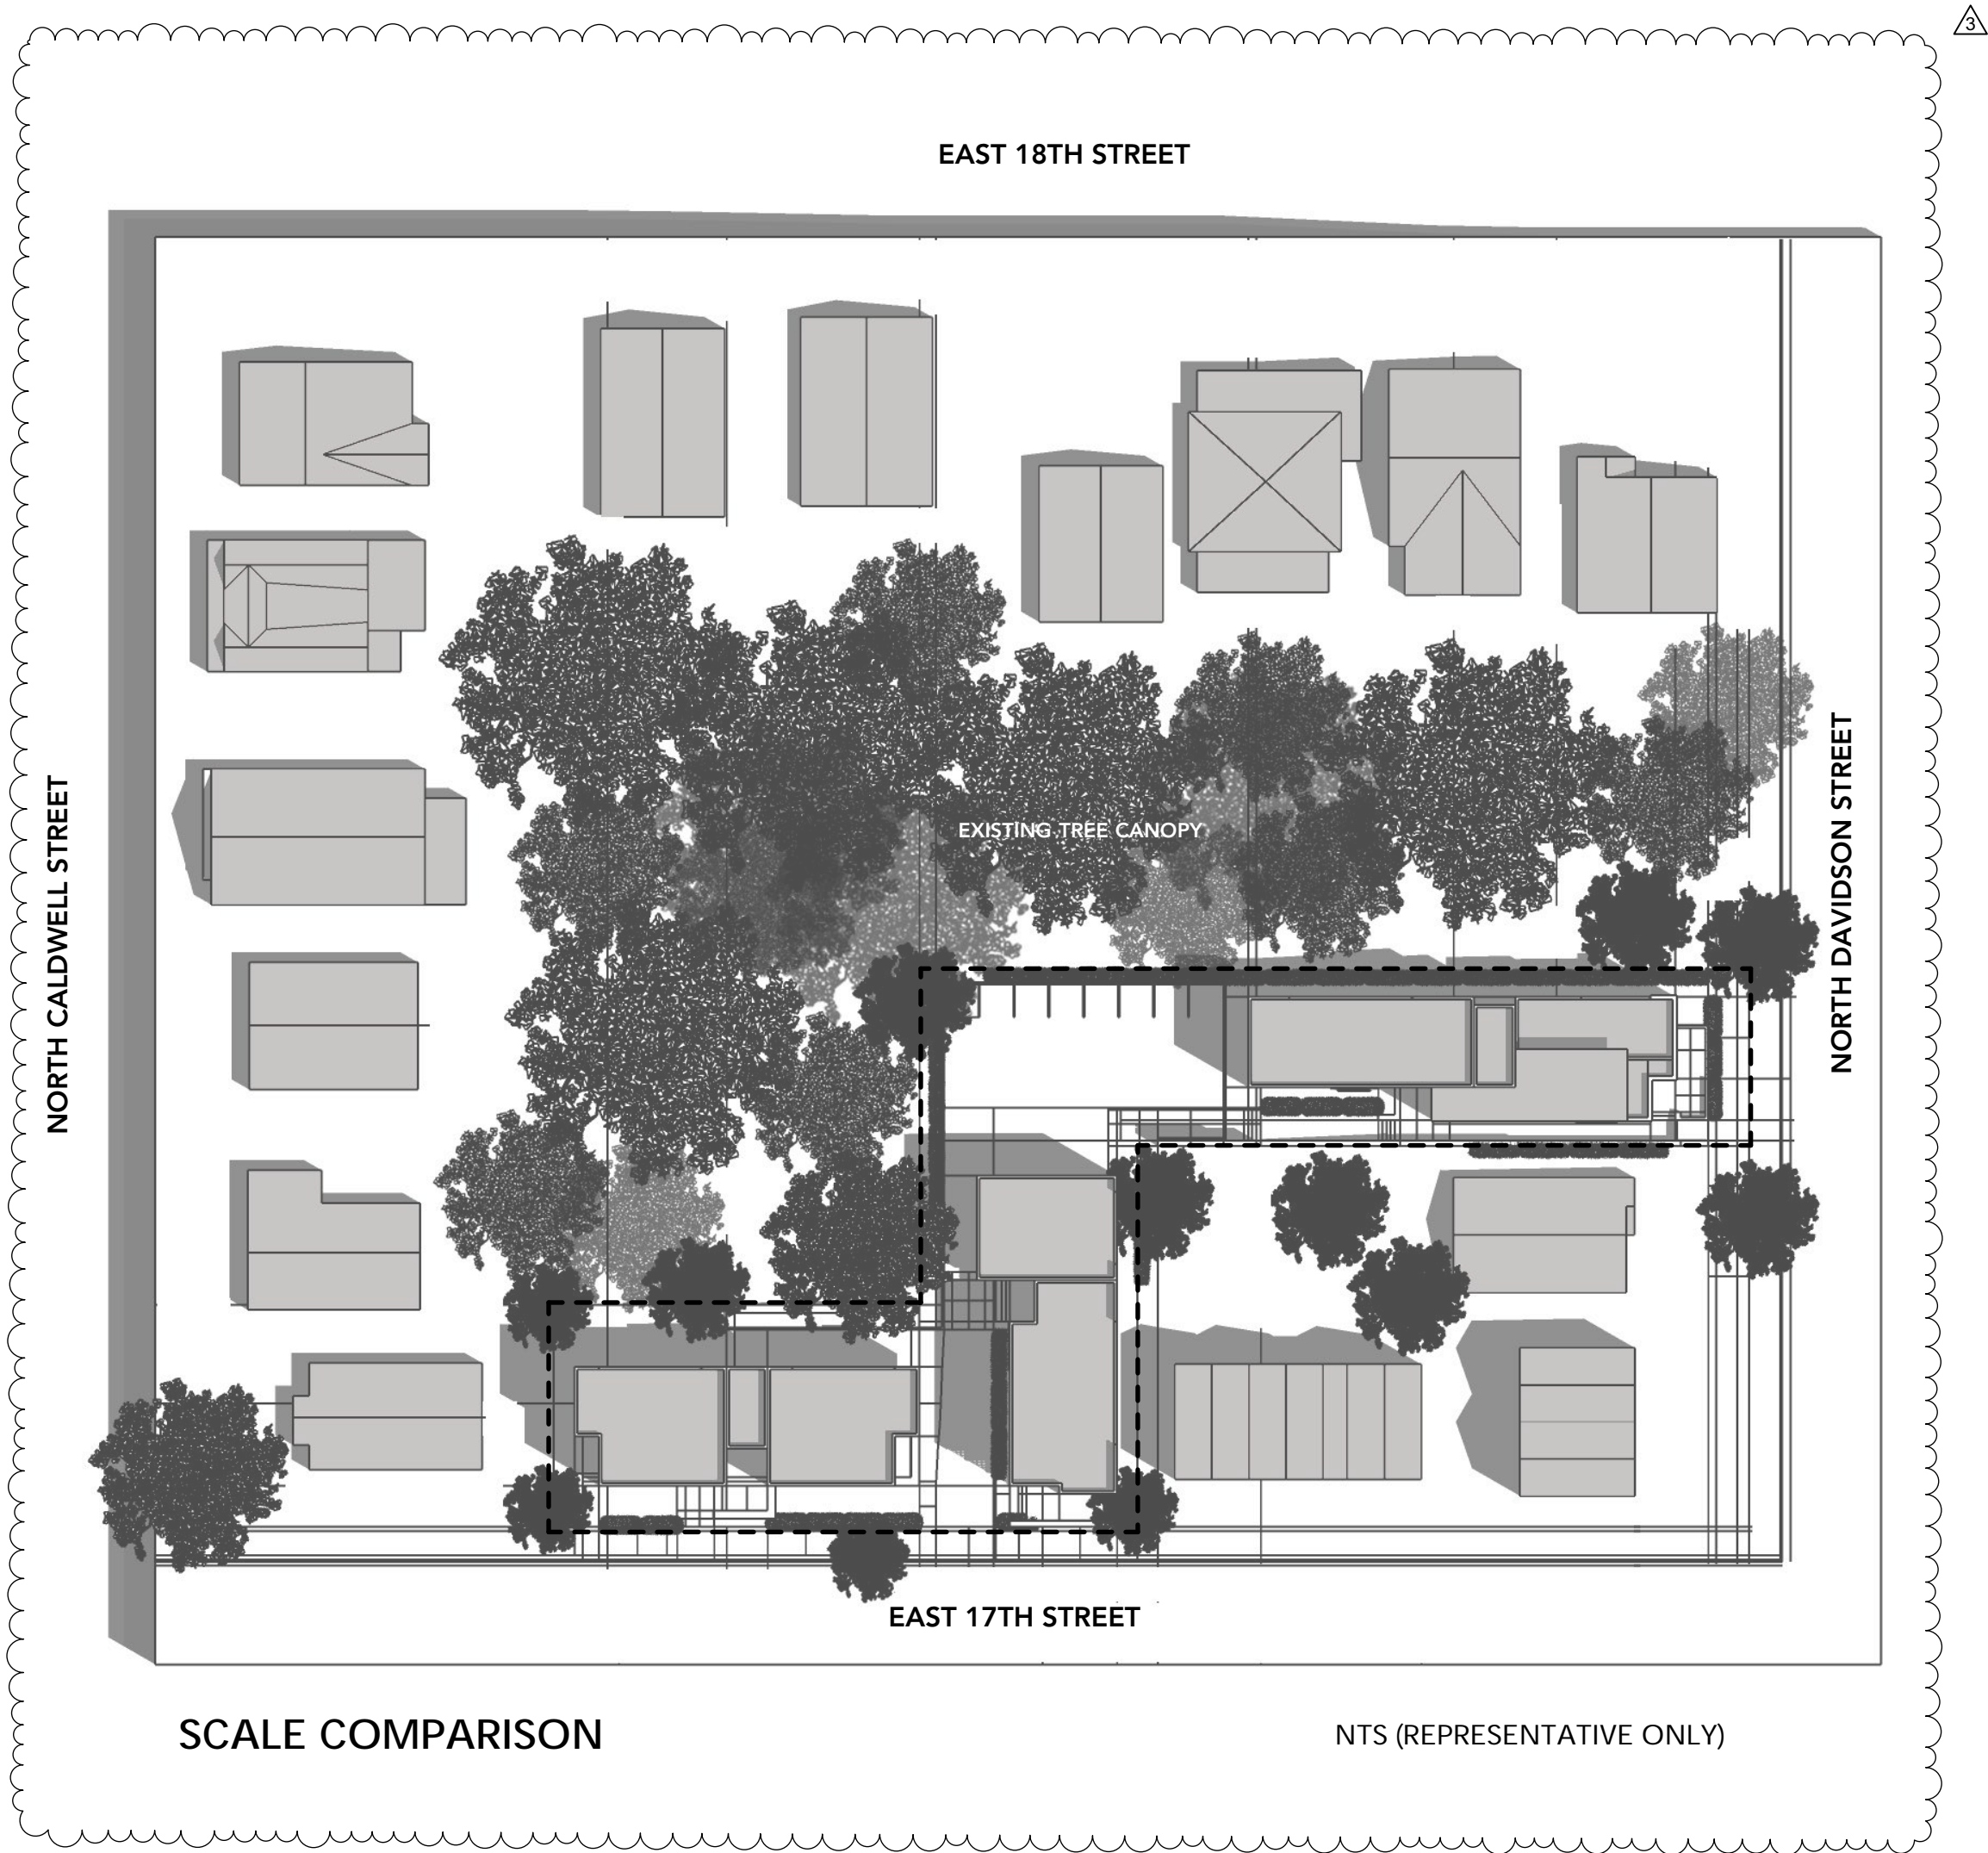 3
EAST 18TH STREET
NORTH CALDWELL STREET
EXISTING TREE CANOPY
NORTH DAVIDSON STREET
EAST 17TH STREET
SCALE COMPARISON
NTS (REPRESENTATIVE ONLY)